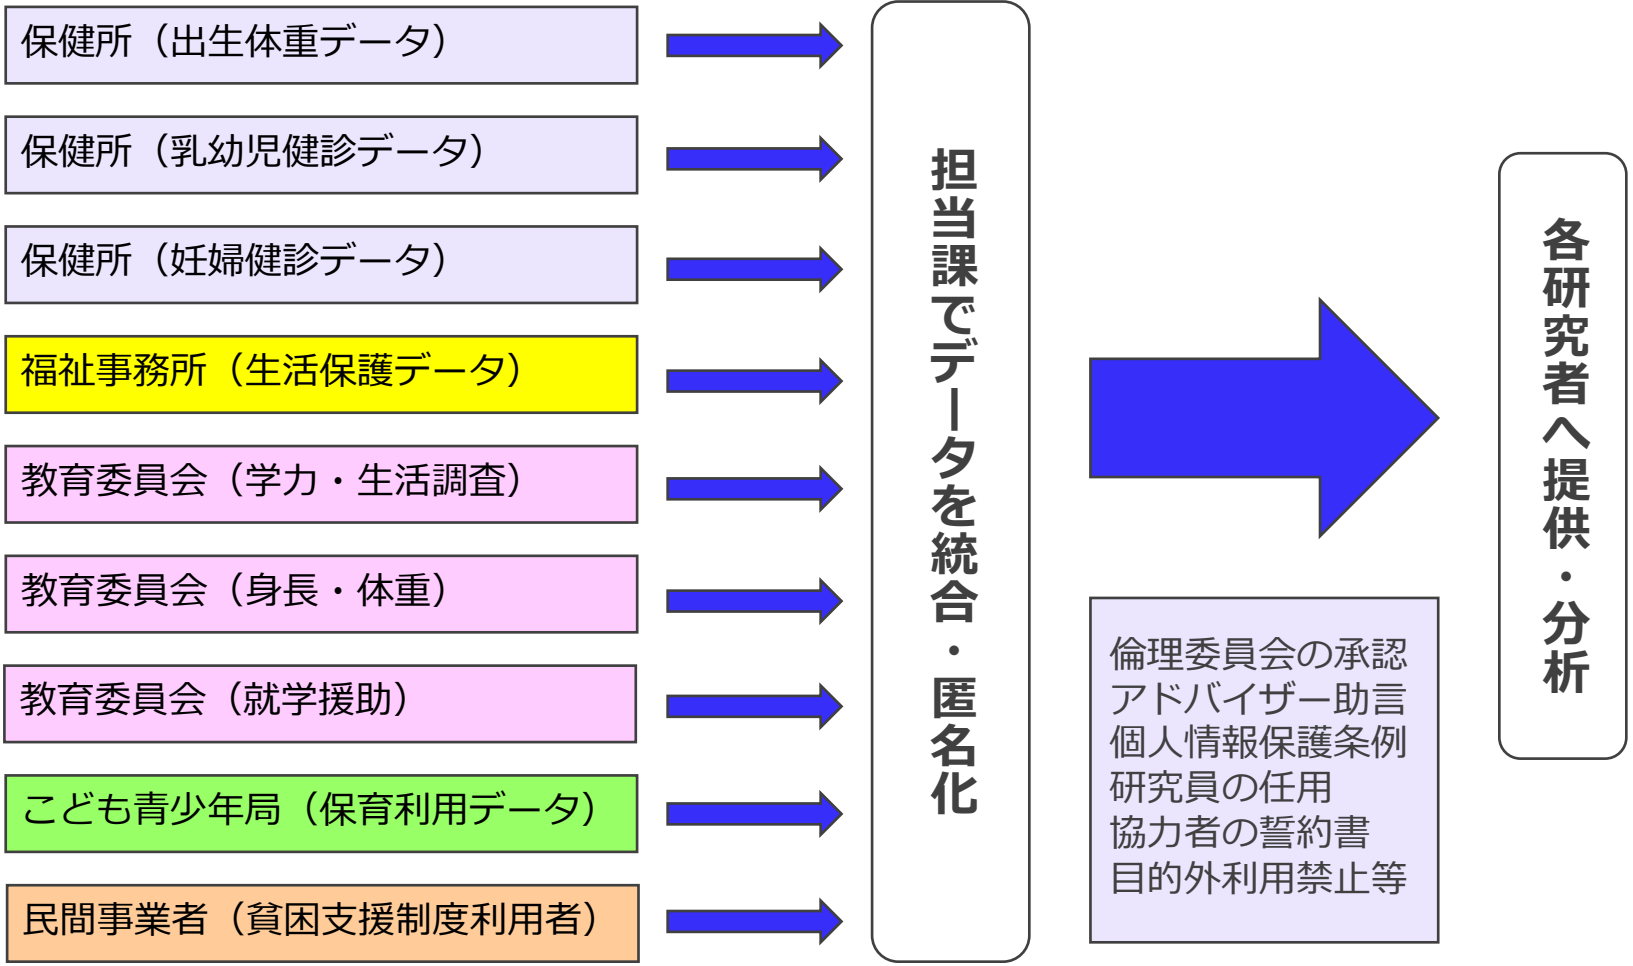 保健所（出生体重データ）
保健所（乳幼児健診データ）
保健所（妊婦健診データ）
福祉事務所（生活保護データ）
教育委員会（学力・生活調査）
教育委員会（身長・体重）
教育委員会（就学援助）
こども青少年局（保育利用データ）
民間事業者（貧困支援制度利用者）
担当課でデータを統合・匿名化
倫理委員会の承認
アドバイザー助言
個人情報保護条例
研究員の任用
協力者の誓約書
目的外利用禁止等
各研究者へ提供・分析